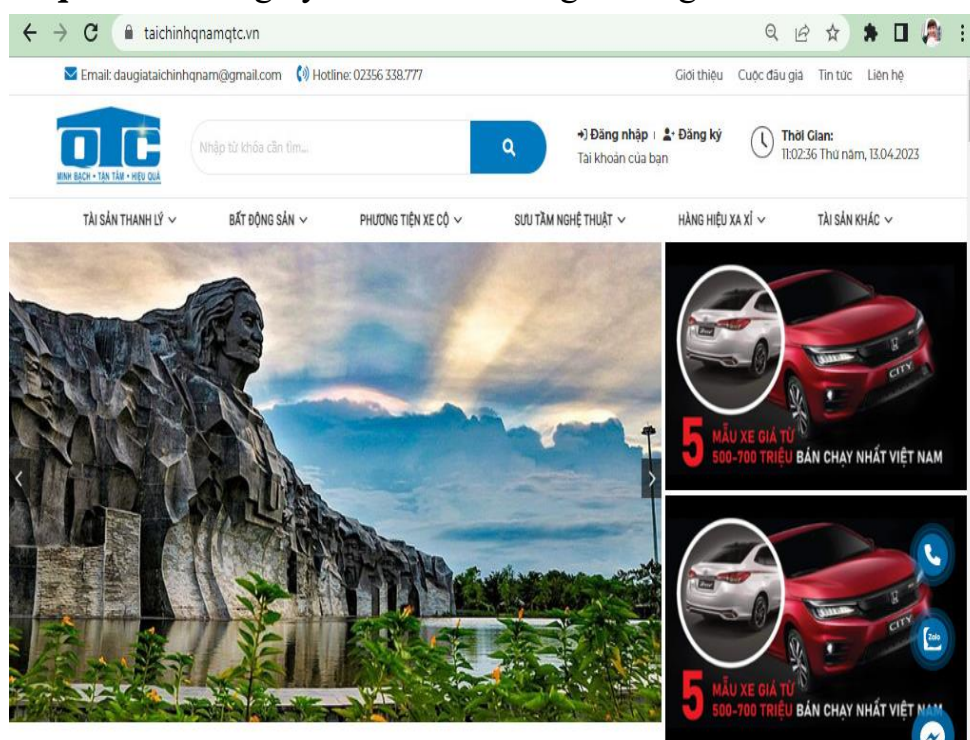 taichinhqnamqtc.vn
Email: daugiataichinhqnam@gmail.com Hotline: 02356 338.777 Giới thiệu Cuộc đấu giá Tin tức Liên hệ
QTC
MINH BẠCH • TẬN TÂM • HIỆU QUẢ
Nhập từ khóa cần tìm...
Đăng nhập Đăng ký
Tài khoản của bạn
Thời Gian:
11:02:36 Thứ năm, 13.04.2023
TÀI SẢN THANH LÝ BẤT ĐỘNG SẢN PHƯƠNG TIỆN XE CỘ SƯU TẦM NGHỆ THUẬT HÀNG HIỆU XA XỈ TÀI SẢN KHÁC
CITY
5 MẪU XE GIÁ TỪ
500-700 TRIỆU BÁN CHẠY NHẤT VIỆT NAM
CITY
Zalo
5 MẪU XE GIÁ TỪ
500-700 TRIỆU BÁN CHẠY NHẤT VIỆT NAM